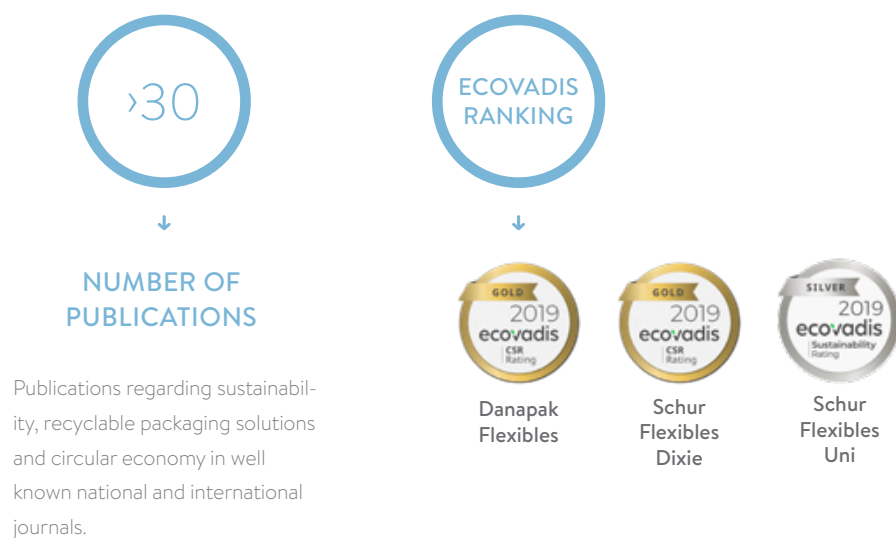 ›30
NUMBER OF
PUBLICATIONS
Publications regarding sustainabil-
ity, recyclable packaging solutions
and circular economy in well
known national and international
journals.
ECOVADIS
RANKING
GOLD
2019
ecovadis
CSR
Rating
Danapak
Flexibles
GOLD
2019
ecovadis
CSR
Rating
Schur
Flexibles
Dixie
SILVER
2019
ecovadis
Sustainability
Rating
Schur
Flexibles
Uni